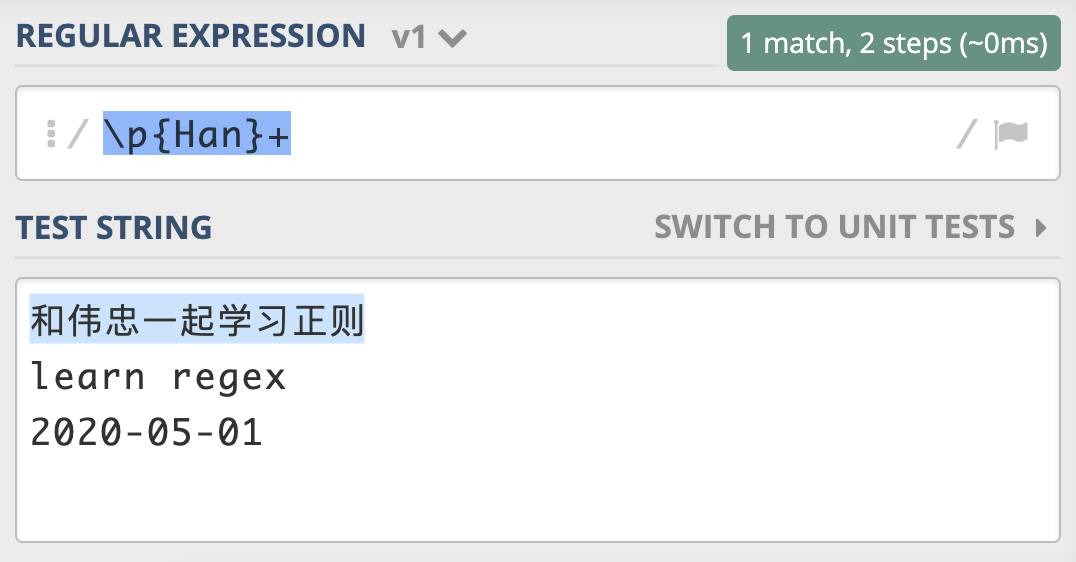 REGULAR EXPRESSION v1
1 match, 2 steps (~0ms)
/ \p{Han}+ /
TEST STRING
SWITCH TO UNIT TESTS
和伟忠一起学习正则
learn regex
2020-05-01